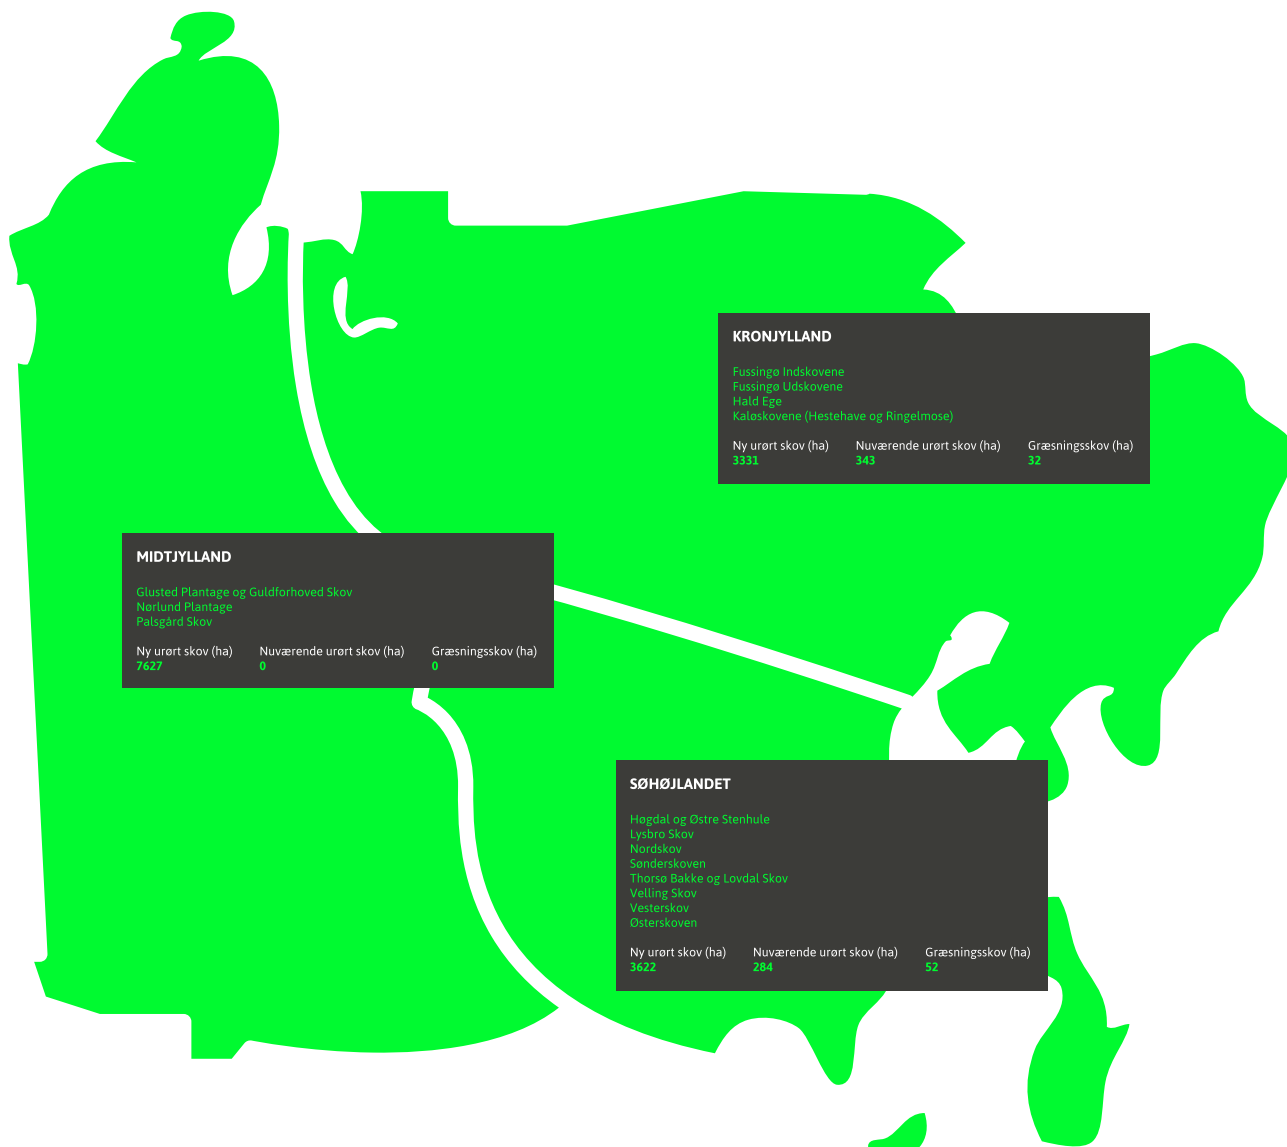 KRONJYLLAND
Fussingø Indskovene
Fussingø Udskovene
Hald Ege
Kaløskovene (Hestehave og Ringelmose)
Ny urørt skov (ha) Nuværende urørt skov (ha) Græsningsskov (ha)
3331 343 32
MIDTJYLLAND
Glusted Plantage og Guldforhoved Skov
Nørlund Plantage
Palsgård Skov
Ny urørt skov (ha) Nuværende urørt skov (ha) Græsningsskov (ha)
7627 0 0
SØHØJLANDET
Høgdal og Østre Stenhule
Lysbro Skov
Nordskov
Sønderskoven
Thorsø Bakke og Lovdal Skov
Velling Skov
Vesterskov
Østerskoven
Ny urørt skov (ha) Nuværende urørt skov (ha) Græsningsskov (ha)
3622 284 52